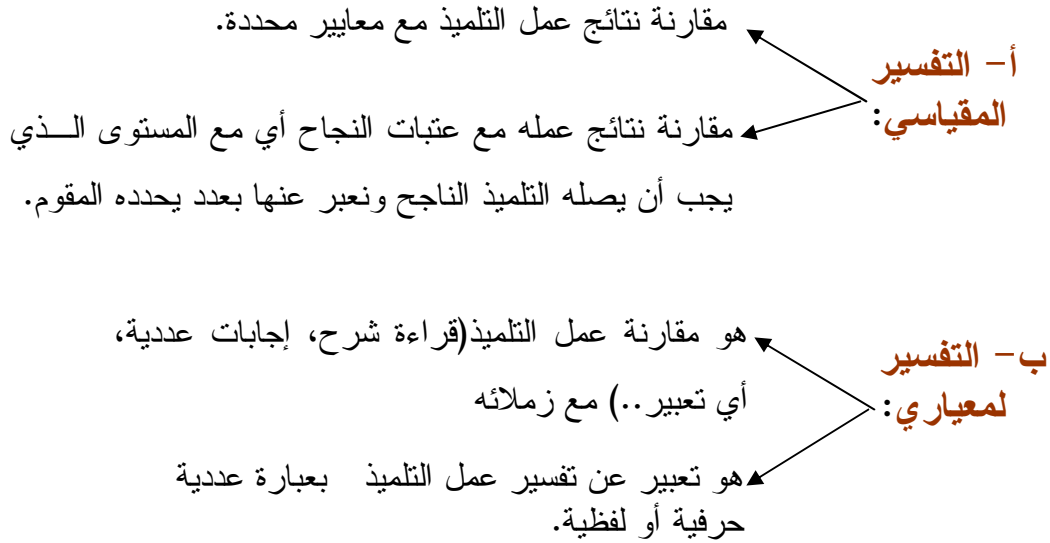 مقارنة نتائج عمل التلميذ مع معايير محددة.
أ- التفسير
المقياسي:
مقارنة نتائج عمله مع عتبات النجاح أي مع المستوى الـــذي
يجب أن يصله التلميذ الناجح ونعبر عنها بعدد يحدده المقوم.
هو مقارنة عمل التلميذ(قراءة شرح، إجابات عددية،
ب- التفسير
لمعياري:
أي تعبير..) مع زملائه
هو تعبير عن تفسير عمل التلميذ بعبارة عددية
حرفية أو لفظية.